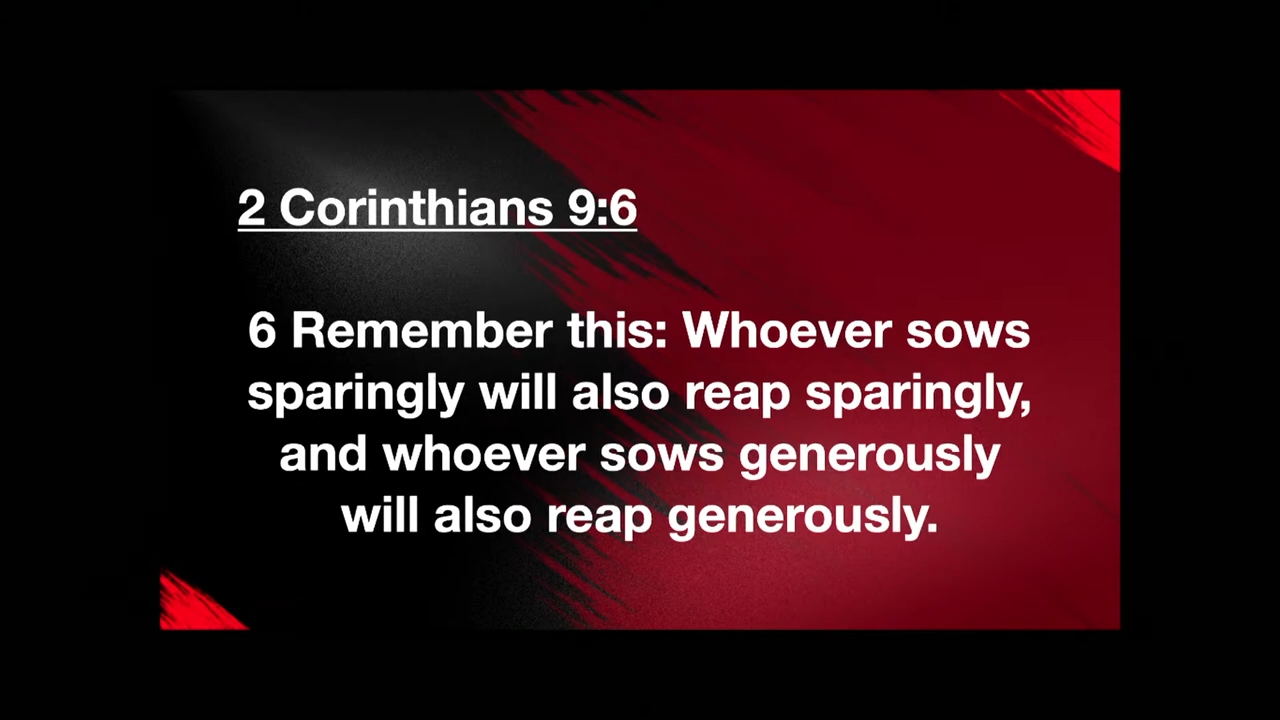 2 Corinthians 9:6
6 Remember this: Whoever sows
sparingly will also reap sparingly,
and whoever sows generously
will also reap generously.